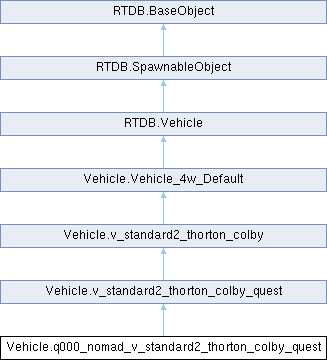 RTDB.BaseObject
RTDB.SpawnableObject
RTDB.Vehicle
Vehicle.Vehicle_4w_Default
Vehicle.v_standard2_thorton_colby
Vehicle.v_standard2_thorton_colby_quest
Vehicle.q000_nomad_v_standard2_thorton_colby_quest